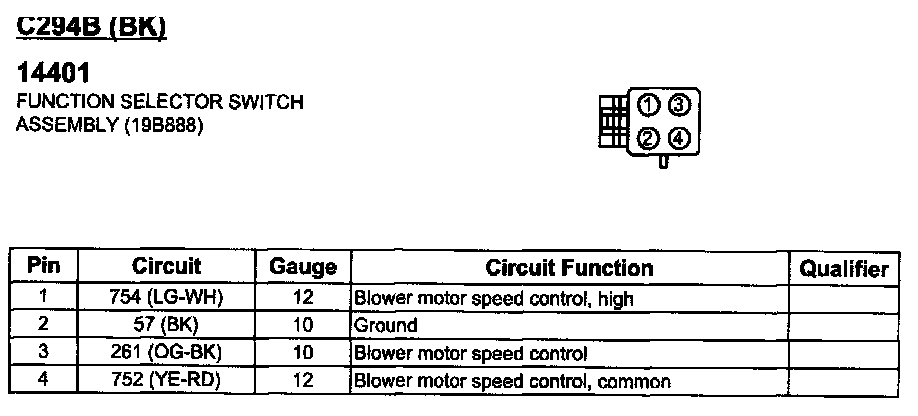 C294B (BK)
14401
FUNCTION SELECTOR SWITCH
ASSEMBLY (19B888)
1 3
2 4
Pin Circuit Gauge Circuit Function Qualifier
1 754 (LG-WH) 12 Blower motor speed control, high
2 57 (BK) 10 Ground
3 261 (OG-BK) 10 Blower motor speed control
4 752 (YE-RD) 12 Blower motor speed control, common